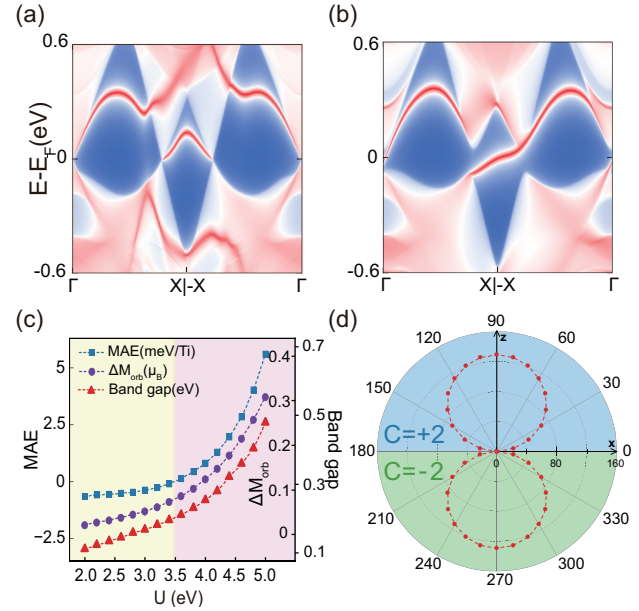 (a)
(b)
0.6
0.6
E-E_F(eV)
0
0
-0.6
-0.6
Γ
X|-X
Γ
Γ
X|-X
Γ
(c)
(d)
MAE(meV/Ti)
ΔM_orb(μ_B)
Band gap(eV)
5
2.5
0
-2.5
MAE
0.4
0.3
0.2
0.1
0
ΔM_orb
0.7
0.5
0.3
0.1
Band gap
2.0 2.5 3.0 3.5 4.0 4.5 5.0
U (eV)
90
120
z
60
150
30
C=+2
180
x
0
C=-2
0 80 160
210
330
240
300
270